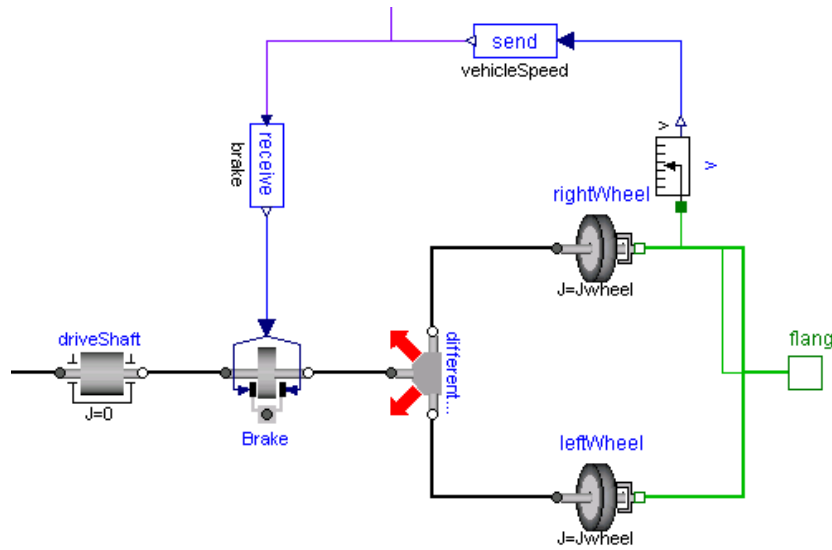 send
vehicleSpeed
receive
brake
v
v
rightWheel
J=Jwheel
driveShaft
J=0
Brake
different...
flang
leftWheel
J=Jwheel